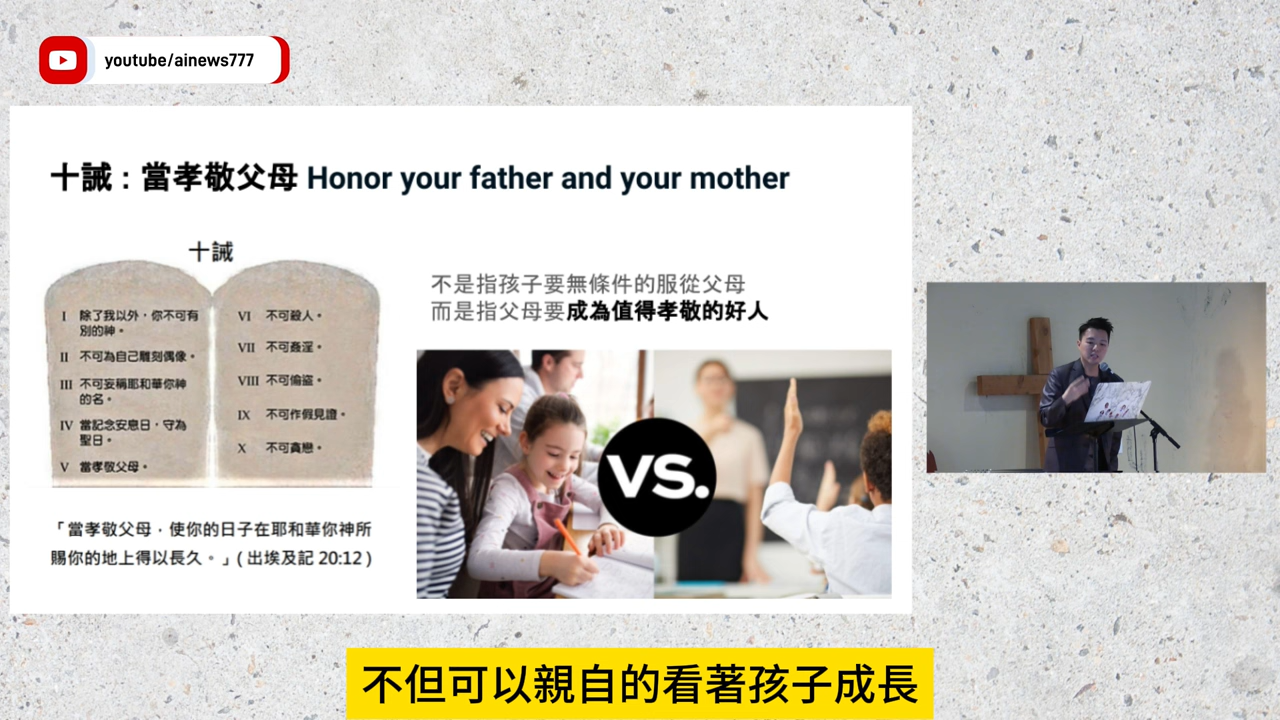 youtube/ainews777
十誡：當孝敬父母 Honor your father and your mother
十誡
I 除了我以外，你不可有
別的神。
II 不可為自己雕刻偶像。
III 不可妄稱耶和華你神
的名。
IV 當記念安息日，守為
聖日。
V 當孝敬父母。
VI 不可殺人。
VII 不可姦淫。
VIII 不可偷盜。
IX 不可作假見證。
X 不可貪戀。
「當孝敬父母，使你的日子在耶和華你神所
賜你的地上得以長久。」( 出埃及記 20:12 )
不是指孩子要無條件的服從父母
而是指父母要成為值得孝敬的好人
VS.
不但可以親自的看著孩子成長